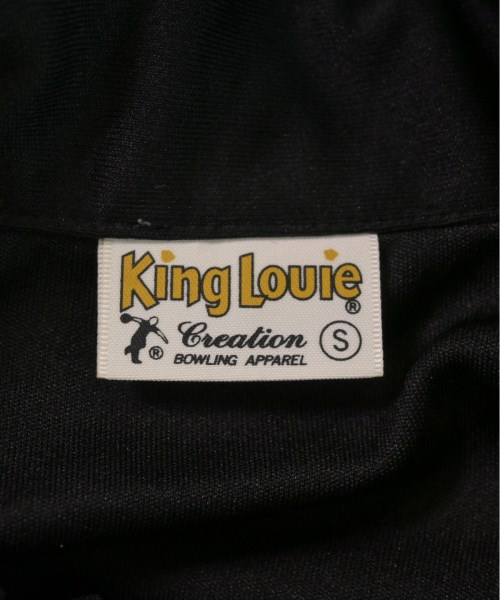 King Louie®
® Creation S
BOWLING APPAREL